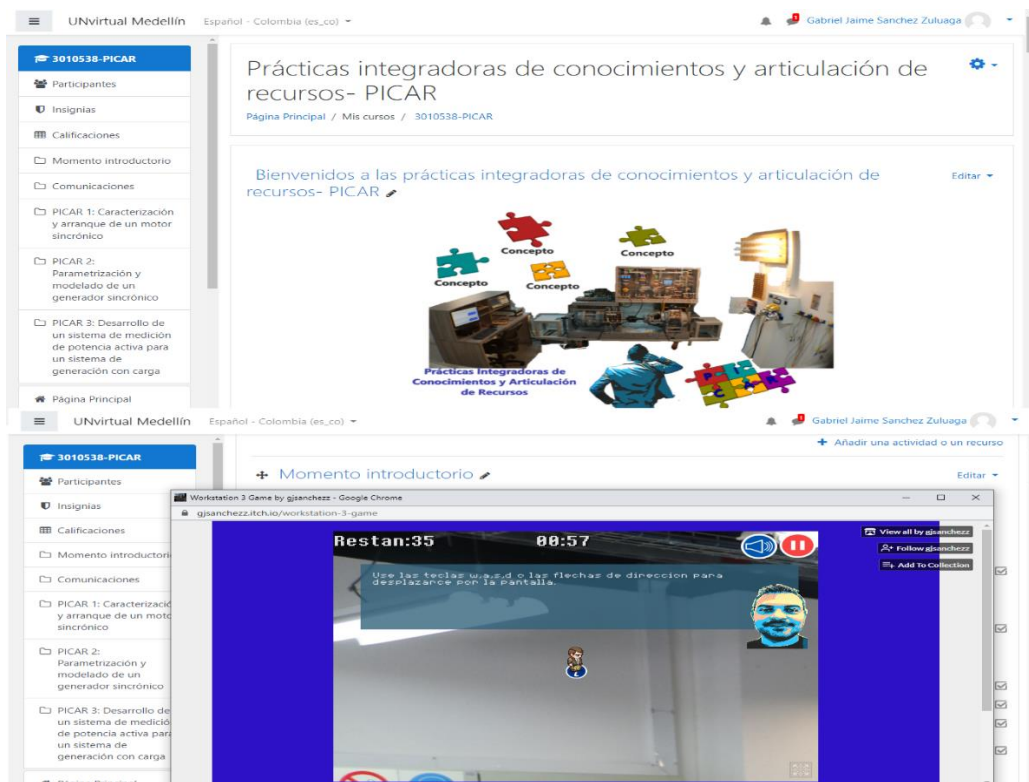 UNvirtual Medellín Español - Colombia (es_co) Gabriel Jaime Sanchez Zuluaga
3010538-PICAR
Participantes
Insignias
Calificaciones
Momento introductorio
Comunicaciones
PICAR 1: Caracterización
y arranque de un motor
sincrónico
PICAR 2:
Parametrización y
modelado de un
generador sincrónico
PICAR 3: Desarrollo de
un sistema de medición
de potencia activa para
un sistema de
generación con carga
Página Principal
Prácticas integradoras de conocimientos y articulación de
recursos- PICAR
Página Principal / Mis cursos / 3010538-PICAR
Bienvenidos a las prácticas integradoras de conocimientos y articulación de
recursos- PICAR
Editar
Concepto
Concepto
Concepto
Concepto
Prácticas Integradoras de
Conocimientos y Articulación
de Recursos
P I C A R
UNvirtual Medellín Español - Colombia (es_co) Gabriel Jaime Sanchez Zuluaga
3010538-PICAR
Participantes
Insignias
Calificaciones
Momento introductori
Comunicaciones
PICAR 1: Caracterizació
y arranque de un moto
sincrónico
PICAR 2:
Parametrización y
modelado de un
generador sincrónico
PICAR 3: Desarrollo de
un sistema de medició
de potencia activa para
un sistema de
generación con carga
Añadir una actividad o un recurso
Momento introductorio
Editar
Workstation 3 Game by gjsanchezz - Google Chrome
gjsanchezz.itch.io/workstation-3-game
Restan:35 00:57
Use las teclas w,a,s,d o las flechas de direccion para
desplazarce por la pantalla.
View all by gjsanchezz
Follow gjsanchezz
Add To Collection